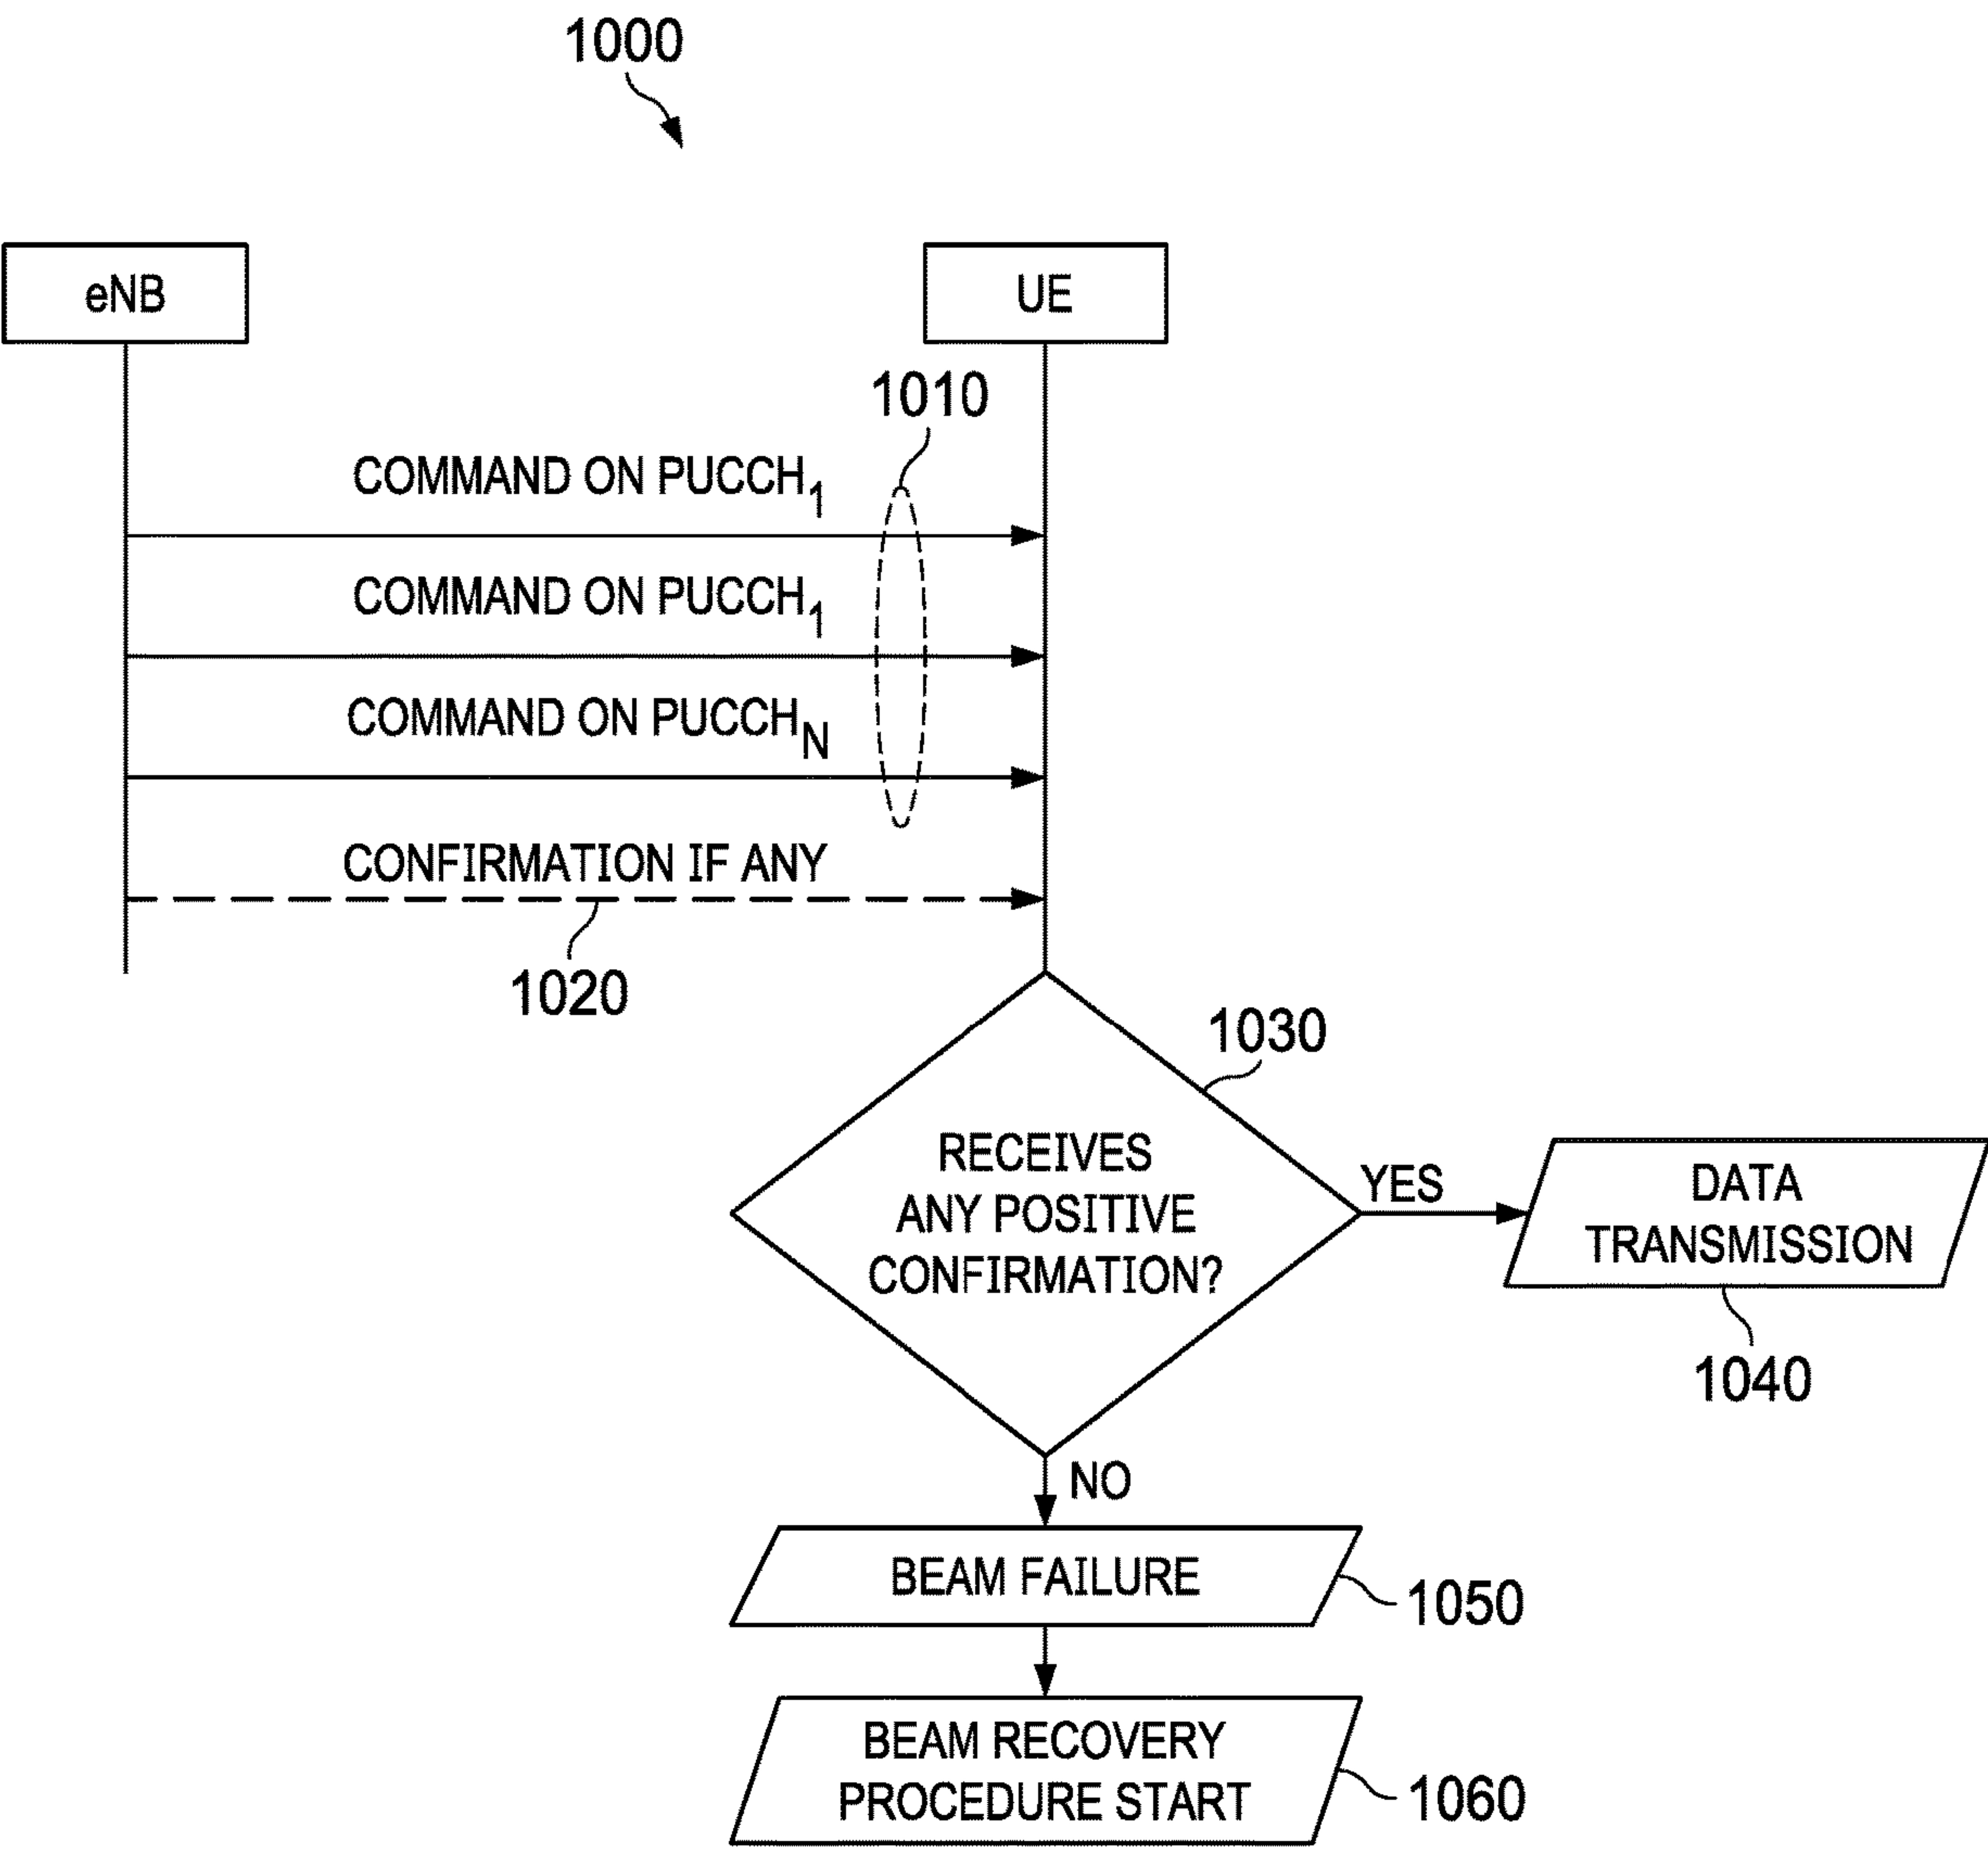 1000
eNB
UE
1010
COMMAND ON PUCCH₁
COMMAND ON PUCCH₁
COMMAND ON PUCCH_N
CONFIRMATION IF ANY
1020
1030
RECEIVES
ANY POSITIVE
CONFIRMATION?
YES
DATA
TRANSMISSION
1040
NO
BEAM FAILURE
1050
BEAM RECOVERY
PROCEDURE START
1060